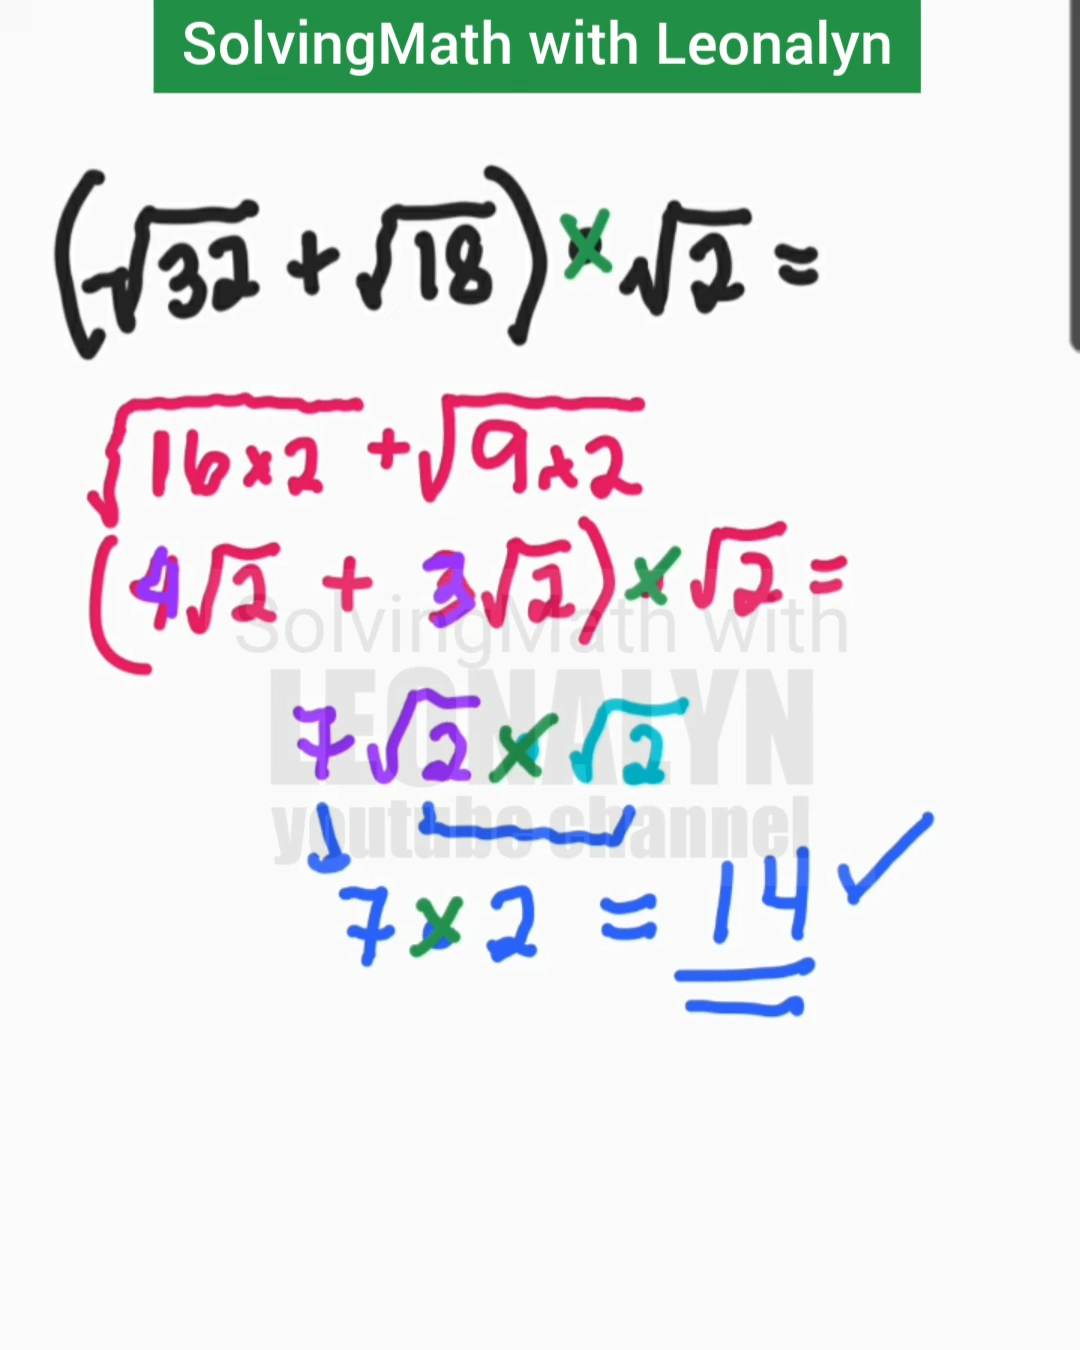 SolvingMath with Leonalyn
(√32 + √18) × √2 =
√16×2 + √9×2
(4√2 + 3√2) × √2 =
SolvingMath with
LEONALYN
7√2 × √2
youtube channel
7 × 2 = 14 ✓